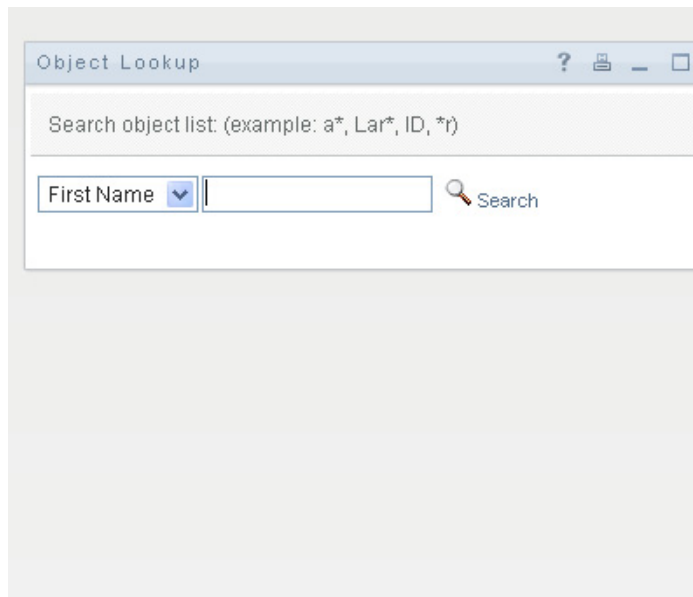 Object Lookup ?
Search object list: (example: a*, Lar*, ID, *r)
First Name Search